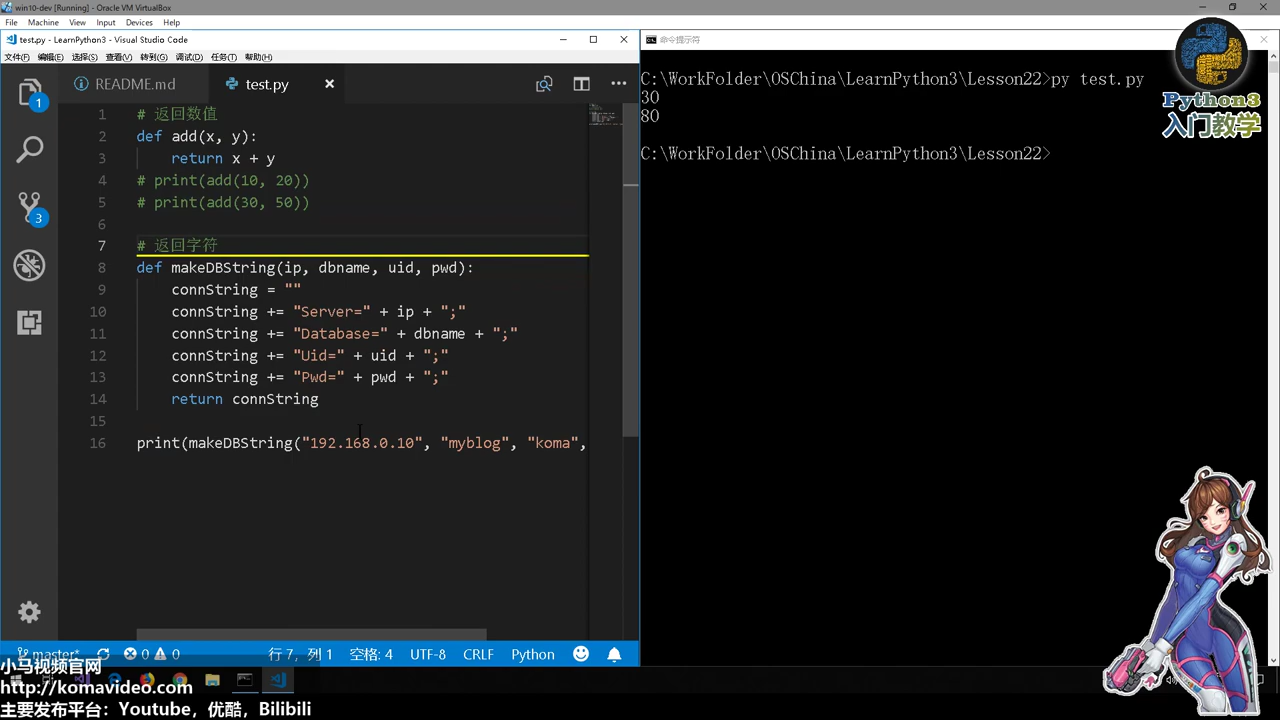 win10-dev [Running] - Oracle VM VirtualBox
File Machine View Input Devices Help
test.py - LearnPython3 - Visual Studio Code
文件(F) 编辑(E) 选择(S) 查看(V) 转到(G) 调试(D) 任务(T) 帮助(H)
README.md test.py
1 # 返回数值
2 def add(x, y):
3 return x + y
4 # print(add(10, 20))
5 # print(add(30, 50))
6
7 # 返回字符
8 def makeDBString(ip, dbname, uid, pwd):
9 connString = ""
10 connString += "Server=" + ip + ";"
11 connString += "Database=" + dbname + ";"
12 connString += "Uid=" + uid + ";"
13 connString += "Pwd=" + pwd + ";"
14 return connString
15
16 print(makeDBString("192.168.0.10", "myblog", "koma",
1
3
master* 0 0 行 7, 列 1 空格: 4 UTF-8 CRLF Python
命令提示符
C:\WorkFolder\OSChina\LearnPython3\Lesson22>py test.py
30
80
C:\WorkFolder\OSChina\LearnPython3\Lesson22>
Python3
入门教学
小马视频官网
http://komavideo.com
主要发布平台: Youtube, 优酷, Bilibili